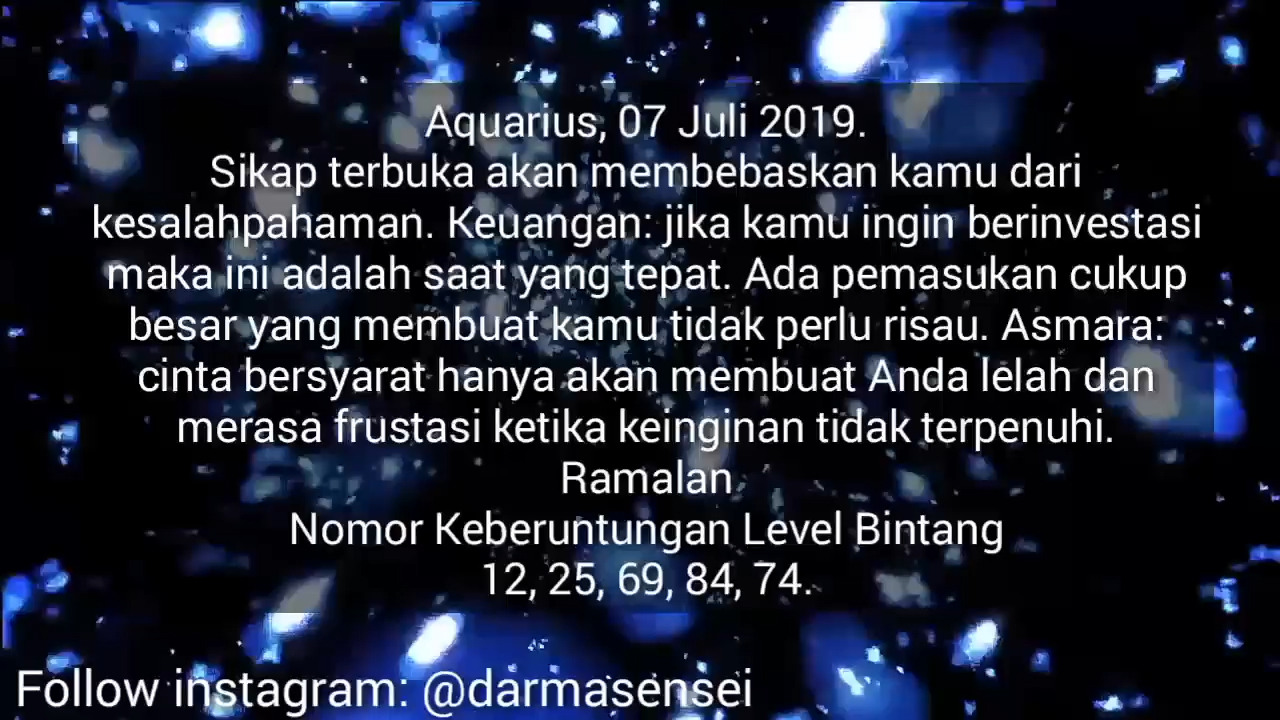 Aquarius, 07 Juli 2019.
Sikap terbuka akan membebaskan kamu dari
kesalahpahaman. Keuangan: jika kamu ingin berinvestasi
maka ini adalah saat yang tepat. Ada pemasukan cukup
besar yang membuat kamu tidak perlu risau. Asmara:
cinta bersyarat hanya akan membuat Anda lelah dan
merasa frustasi ketika keinginan tidak terpenuhi.
Ramalan
Nomor Keberuntungan Level Bintang
12, 25, 69, 84, 74.
Follow instagram: @darmasensei